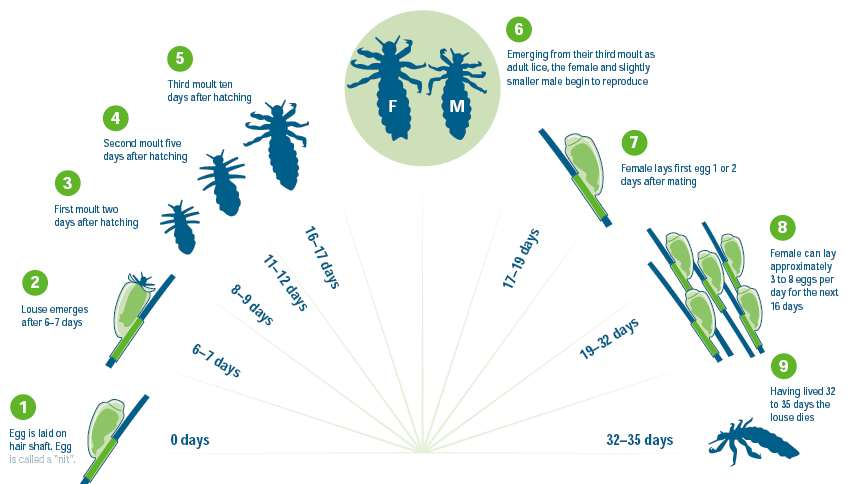 1
Egg is laid on
hair shaft. Egg
is called a "nit".
0 days
2
Louse emerges
after 6–7 days
6–7 days
3
First moult two
days after hatching
8–9 days
4
Second moult five
days after hatching
11–12 days
5
Third moult ten
days after hatching
16–17 days
F
M
6
Emerging from their third moult as
adult lice, the female and slightly
smaller male begin to reproduce
7
Female lays first egg 1 or 2
days after mating
17–19 days
8
Female can lay
approximately
3 to 8 eggs per
day for the next
16 days
19–32 days
9
Having lived 32
to 35 days the
louse dies
32–35 days